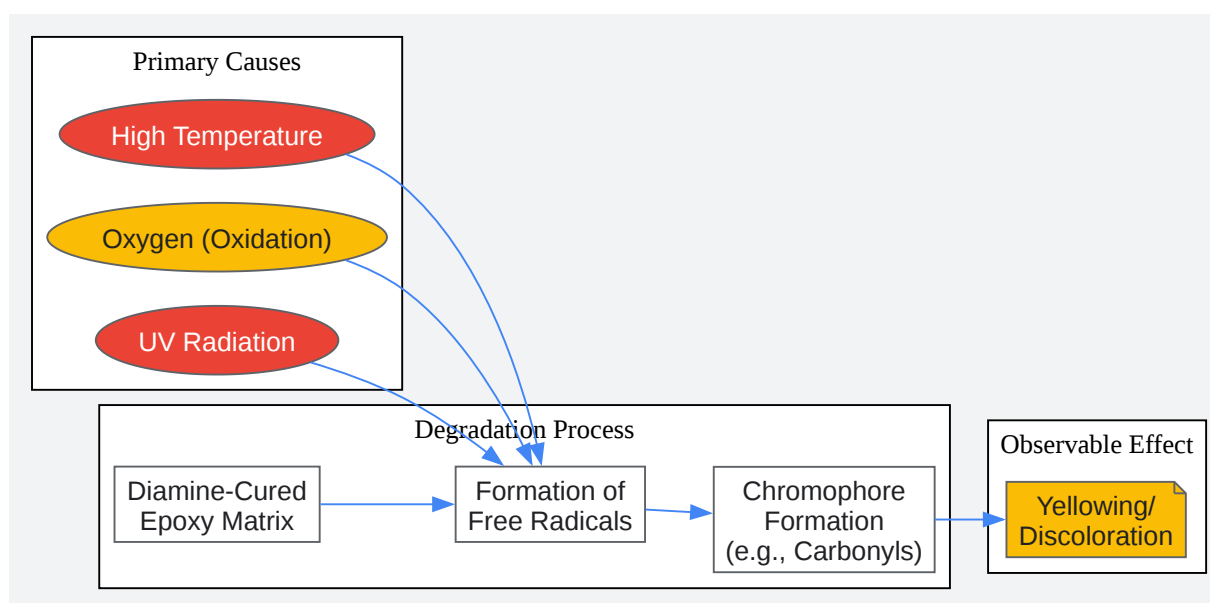 Primary Causes
High Temperature
Oxygen (Oxidation)
UV Radiation
Degradation Process
Diamine-Cured
Epoxy Matrix
Formation of
Free Radicals
Chromophore
Formation
(e.g., Carbonyls)
Observable Effect
Yellowing/
Discoloration